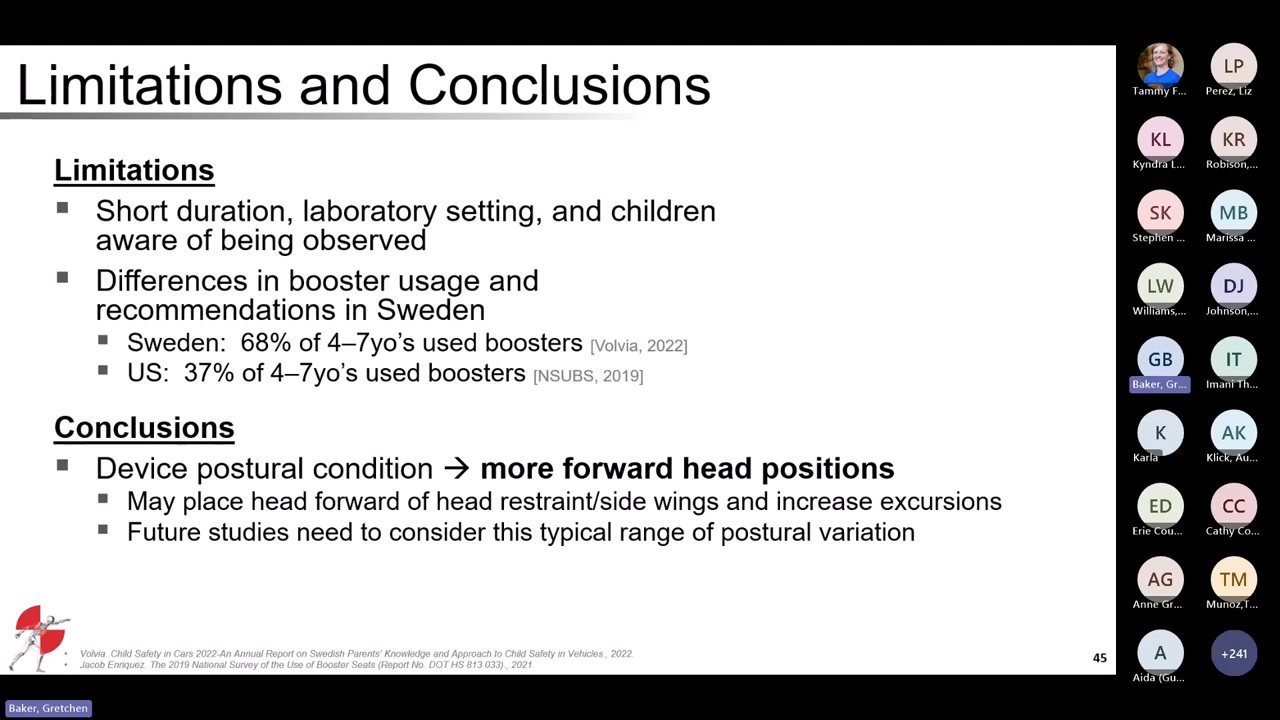 Limitations and Conclusions
Limitations
Short duration, laboratory setting, and children
aware of being observed
Differences in booster usage and
recommendations in Sweden
Sweden: 68% of 4–7yo’s used boosters [Volvia, 2022]
US: 37% of 4–7yo’s used boosters [NSUBS, 2019]
Conclusions
Device postural condition → more forward head positions
May place head forward of head restraint/side wings and increase excursions
Future studies need to consider this typical range of postural variation
Volvia. Child Safety in Cars 2022-An Annual Report on Swedish Parents' Knowledge and Approach to Child Safety in Vehicles., 2022.
Jacob Enriquez. The 2019 National Survey of the Use of Booster Seats (Report No. DOT HS 813 033)., 2021.
45
Baker, Gretchen
LP
Tammy F...
Perez, Liz
KL
KR
Kyndra L...
Robison,...
SK
MB
Stephen ...
Marissa ...
LW
DJ
Williams,...
Johnson,...
GB
IT
Baker, Gr...
Imani Th...
K
AK
Karla
Klick, Au...
ED
CC
Erie Cou...
Cathy Co...
AG
TM
Anne Gr...
Munoz,T...
A
+241
Aida (Gu...